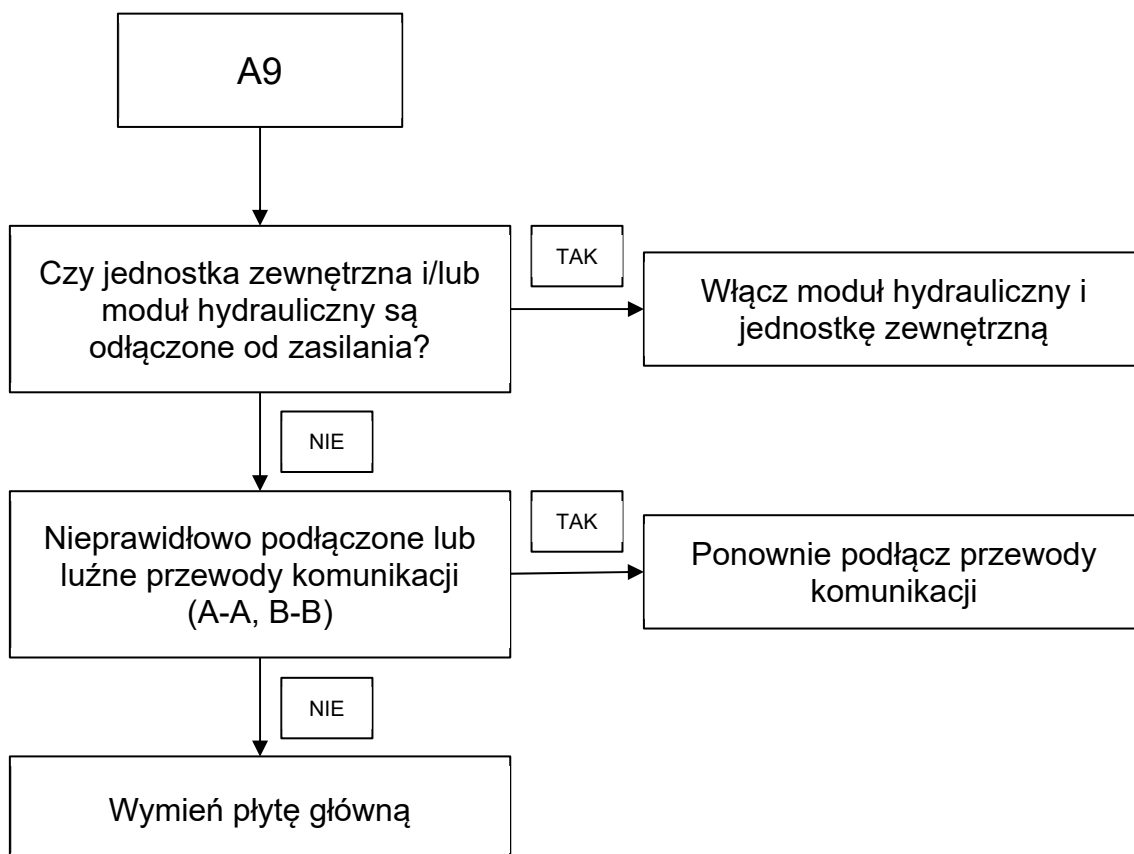 A9
Czy jednostka zewnętrzna i/lub
moduł hydrauliczny są
odłączone od zasilania?
TAK
Włącz moduł hydrauliczny i
jednostkę zewnętrzną
NIE
Nieprawidłowo podłączone lub
luźne przewody komunikacji
(A-A, B-B)
TAK
Ponownie podłącz przewody
komunikacji
NIE
Wymień płytę główną